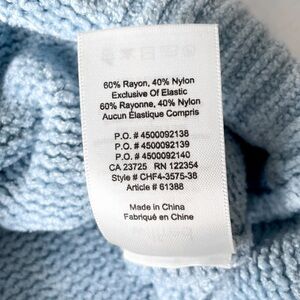 60% Rayon, 40% Nylon
Exclusive Of Elastic
60% Rayonne, 40% Nylon
Aucun Élastique Compris
P.O. # 4500092138
P.O. # 4500092139
P.O. # 4500092140
CA 23725 RN 122354
Style # CHF4-3575-38
Article # 61388
Made in China
Fabriqué en Chine